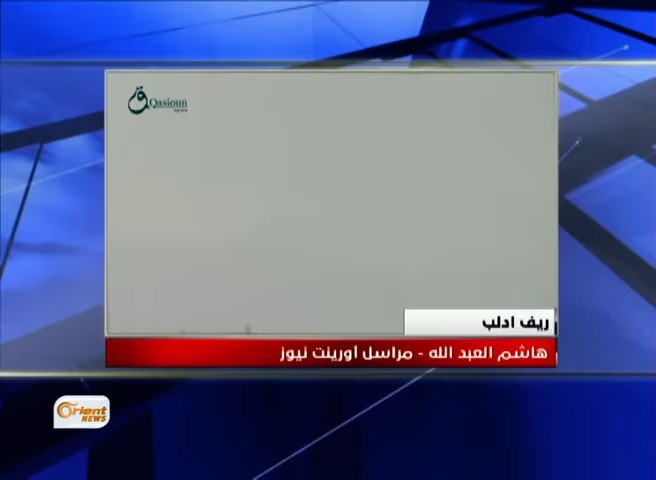 Qasioun
ريف ادلب
هاشم العبد الله - مراسل أورينت نيوز
Orient
NEWS